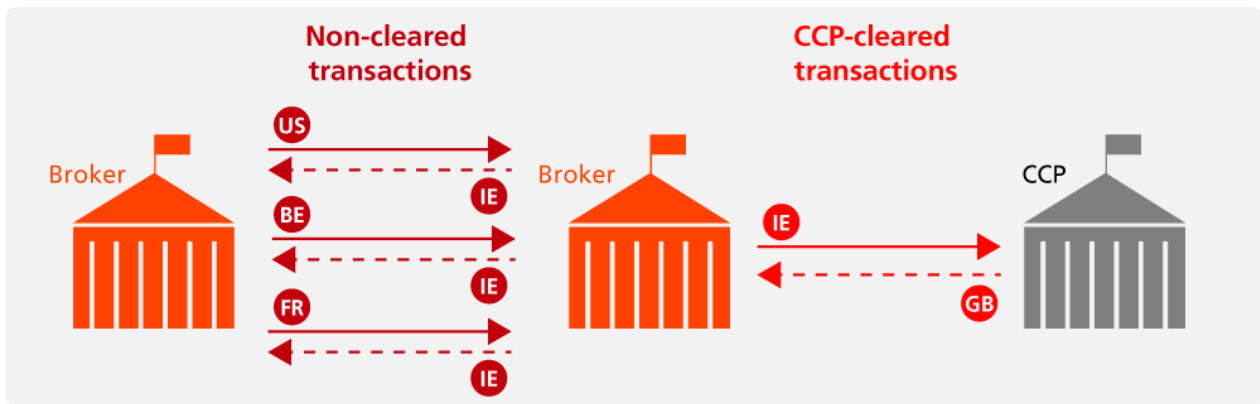 Non-cleared
transactions
CCP-cleared
transactions
US
Broker
Broker
CCP
IE
BE
IE
IE
FR
GB
IE